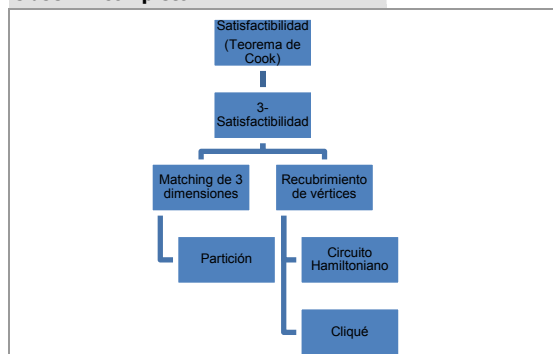 Satisfactibilidad
(Teorema de
Cook)
3-
Satisfactibilidad
Matching de 3
dimensiones
Recubrimiento
de vértices
Partición
Circuito
Hamiltoniano
Cliqué